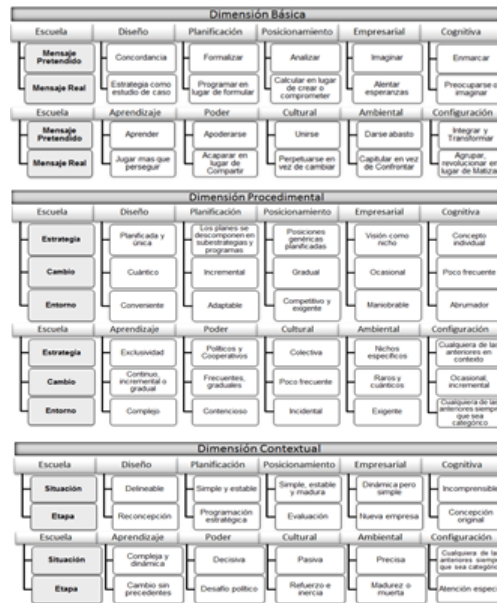 Dimensión Básica
Escuela Diseño Planificación Posicionamiento Empresarial Cognitiva
Mensaje Pretendido Concordancia Formalizar Analizar Imaginar Enmarcar
Mensaje Real Estrategia como estudio de caso Programar en lugar de formular Calcular en lugar de crear o comprometer Alentar esperanzas Preocuparse o imaginar
Escuela Aprendizaje Poder Cultural Ambiental Configuración
Mensaje Pretendido Aprender Apoderarse Unirse Darse abasto Integrar y Transformar
Mensaje Real Jugar mas que perseguir Acaparar en lugar de Compartir Perpetuarse en vez de cambiar Capitular en vez de Confrontar Agrupar, revolucionar en lugar de Matizar
Dimensión Procedimental
Escuela Diseño Planificación Posicionamiento Empresarial Cognitiva
Estrategia Planificada y única Los planes se descomponen en subestrategias y programas Posiciones genéricas planificadas Visión como nicho Concepto individual
Cambio Cuántico Incremental Gradual Ocasional Poco frecuente
Entorno Conveniente Adaptable Competitivo y exigente Maniobrable Abrumador
Escuela Aprendizaje Poder Cultural Ambiental Configuración
Estrategia Exclusividad Políticos y Cooperativos Colectiva Nichos específicos Cualquiera de las anteriores en contexto
Cambio Continuo, incremental o gradual Frecuentes, graduales Poco frecuente Raros y cuánticos Ocasional, incremental
Entorno Complejo Contencioso Incidental Exigente Cualquiera de las anteriores siempre que sea categórico
Dimensión Contextual
Escuela Diseño Planificación Posicionamiento Empresarial Cognitiva
Situación Delineable Simple y estable Simple, estable y madura Dinámica pero simple Incomprensible
Etapa Reconcepción Programación estratégica Evaluación Nueva empresa Concepción original
Escuela Aprendizaje Poder Cultural Ambiental Configuración
Situación Compleja y dinámica Decisiva Pasiva Precisa Cualquiera de las anteriores siempre que sea categórico
Etapa Cambio sin precedentes Desafío político Refuerzo e inercia Madurez o muerta Atención espec